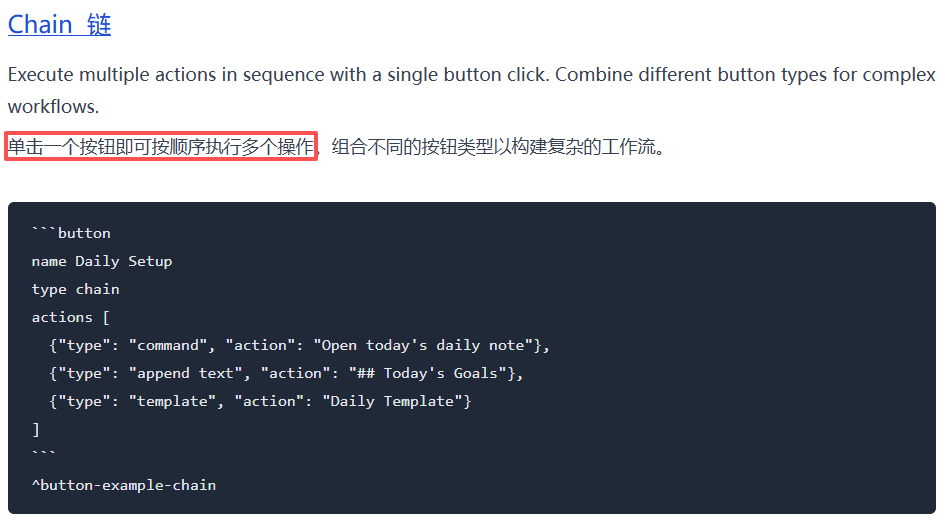 Chain 链
Execute multiple actions in sequence with a single button click. Combine different button types for complex
workflows.
单击一个按钮即可按顺序执行多个操作。组合不同的按钮类型以构建复杂的工作流。
```button
name Daily Setup
type chain
actions [
  {"type": "command", "action": "Open today's daily note"},
  {"type": "append text", "action": "## Today's Goals"},
  {"type": "template", "action": "Daily Template"}
]
```
^button-example-chain